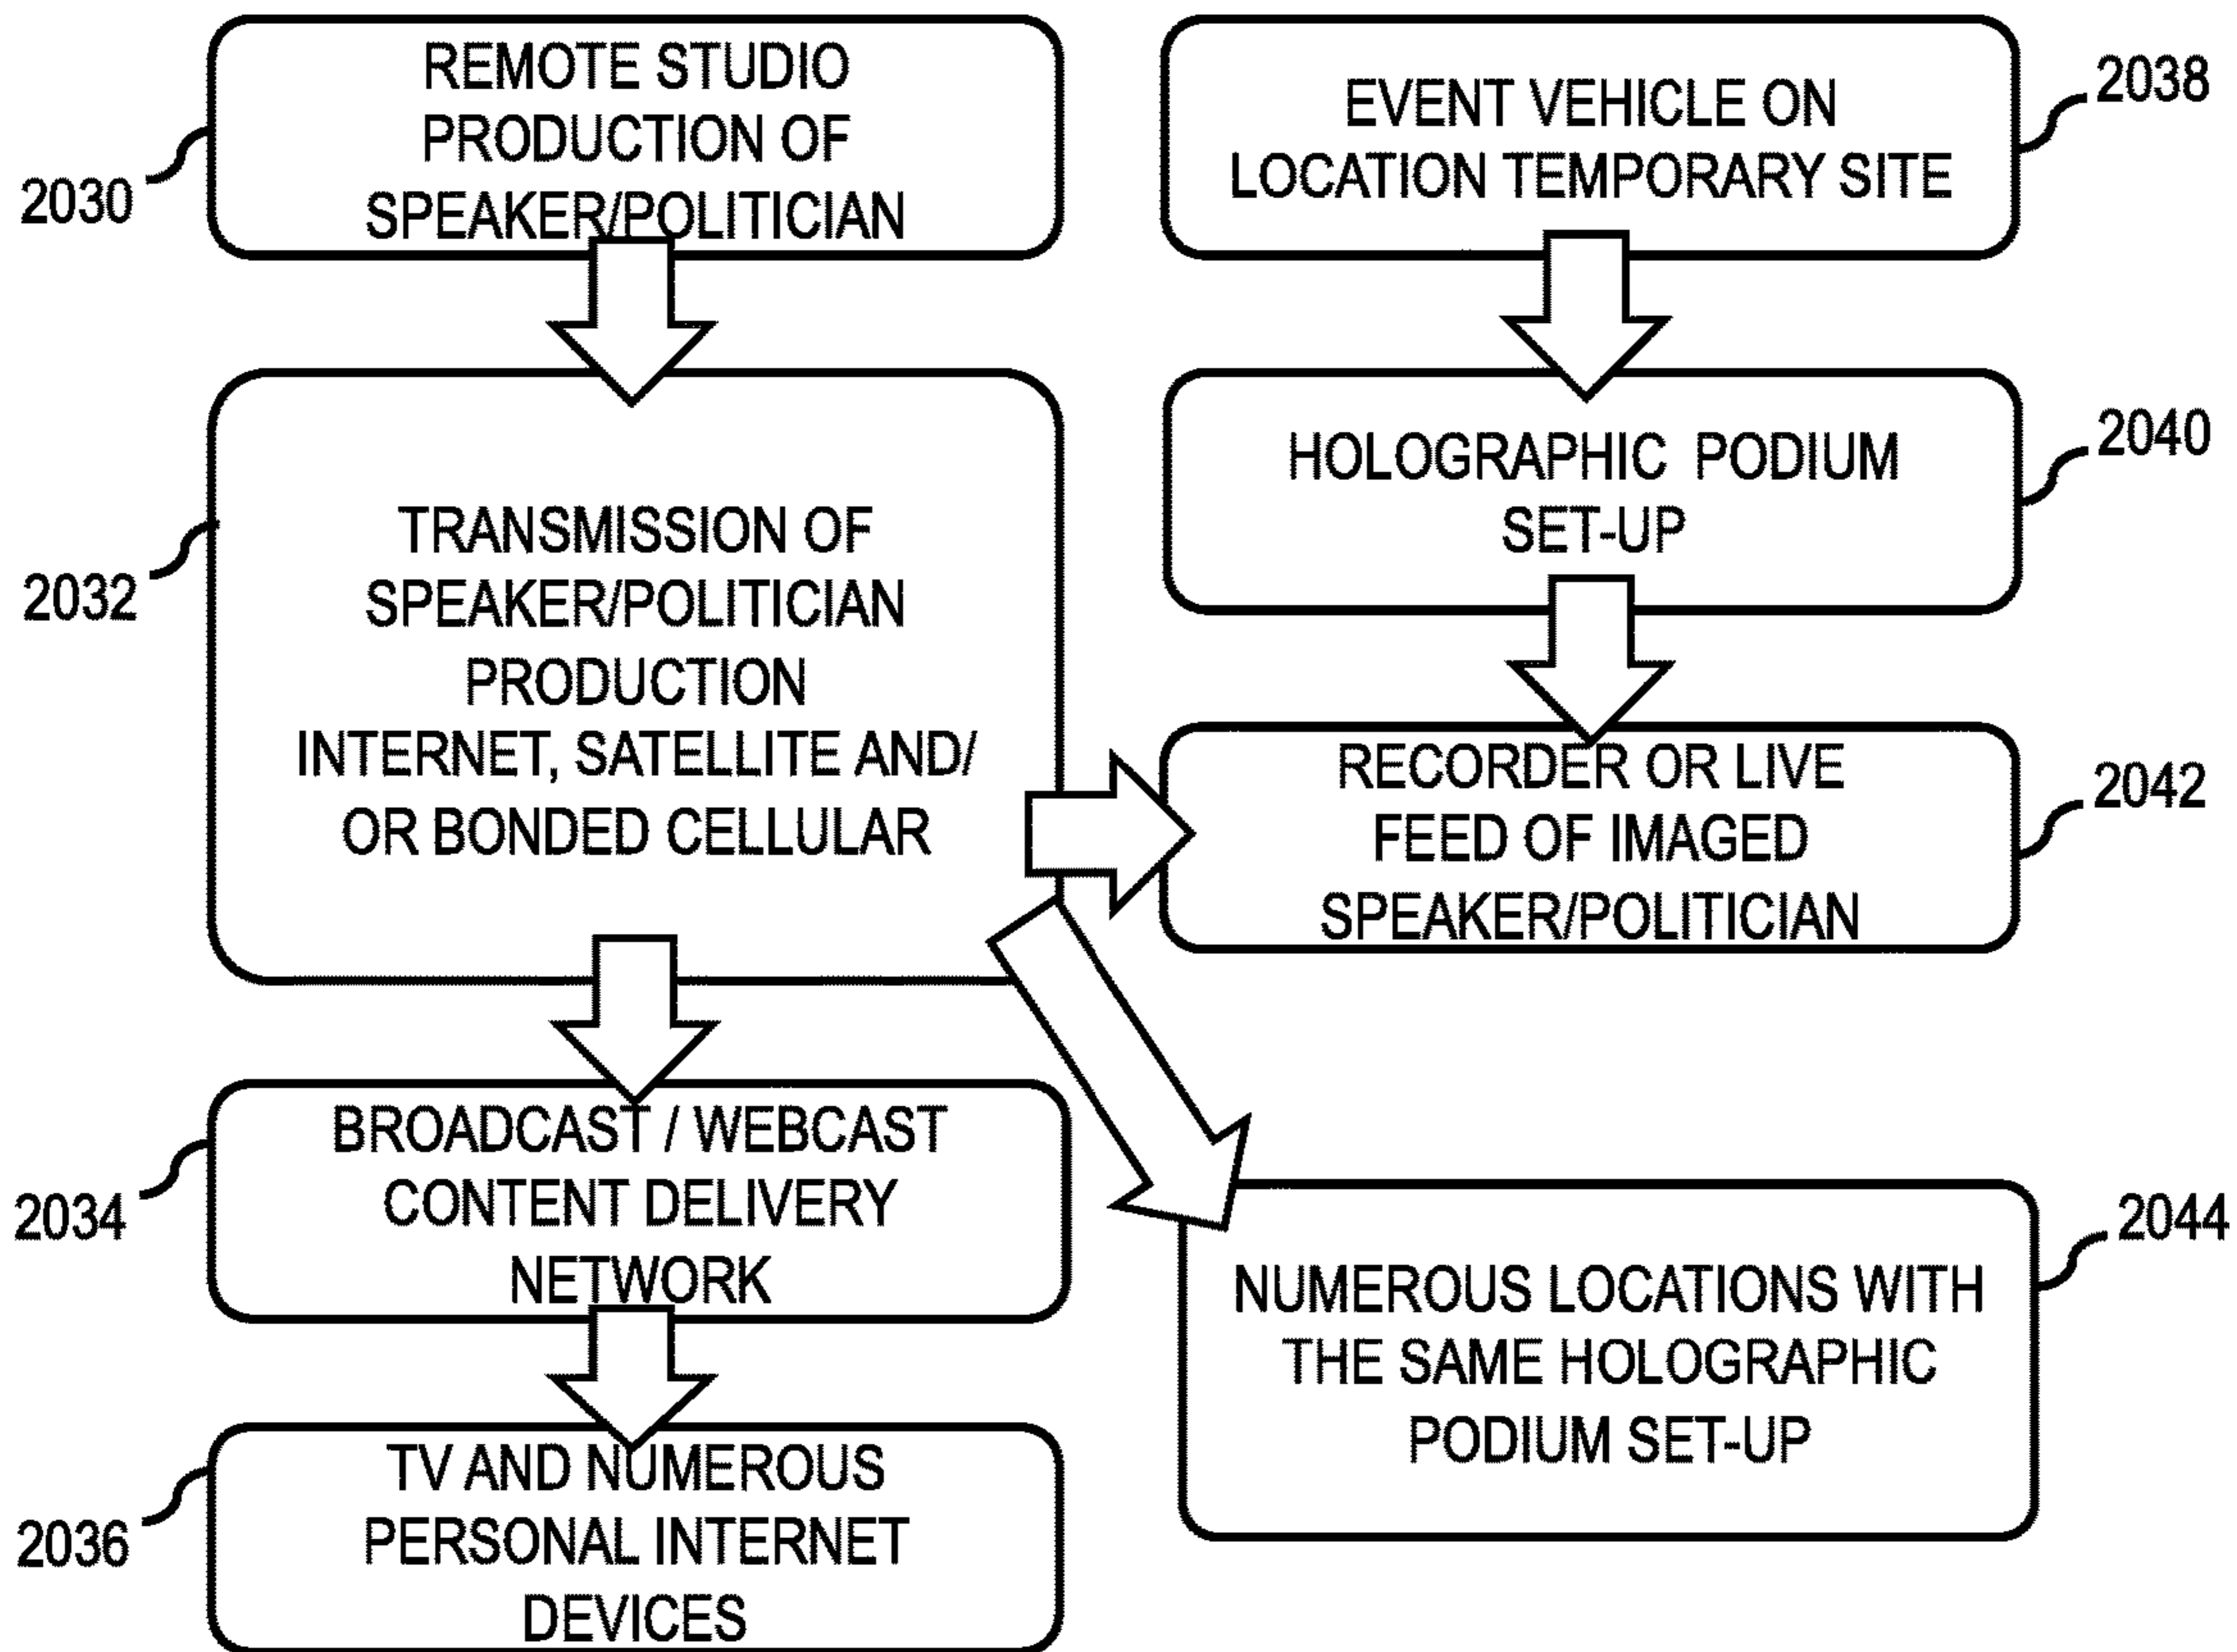 REMOTE STUDIO
PRODUCTION OF
SPEAKER/POLITICIAN
2030
TRANSMISSION OF
SPEAKER/POLITICIAN
PRODUCTION
INTERNET, SATELLITE AND/
OR BONDED CELLULAR
2032
BROADCAST / WEBCAST
CONTENT DELIVERY
NETWORK
2034
TV AND NUMEROUS
PERSONAL INTERNET
DEVICES
2036
EVENT VEHICLE ON
LOCATION TEMPORARY SITE
2038
HOLOGRAPHIC PODIUM
SET-UP
2040
RECORDER OR LIVE
FEED OF IMAGED
SPEAKER/POLITICIAN
2042
NUMEROUS LOCATIONS WITH
THE SAME HOLOGRAPHIC
PODIUM SET-UP
2044